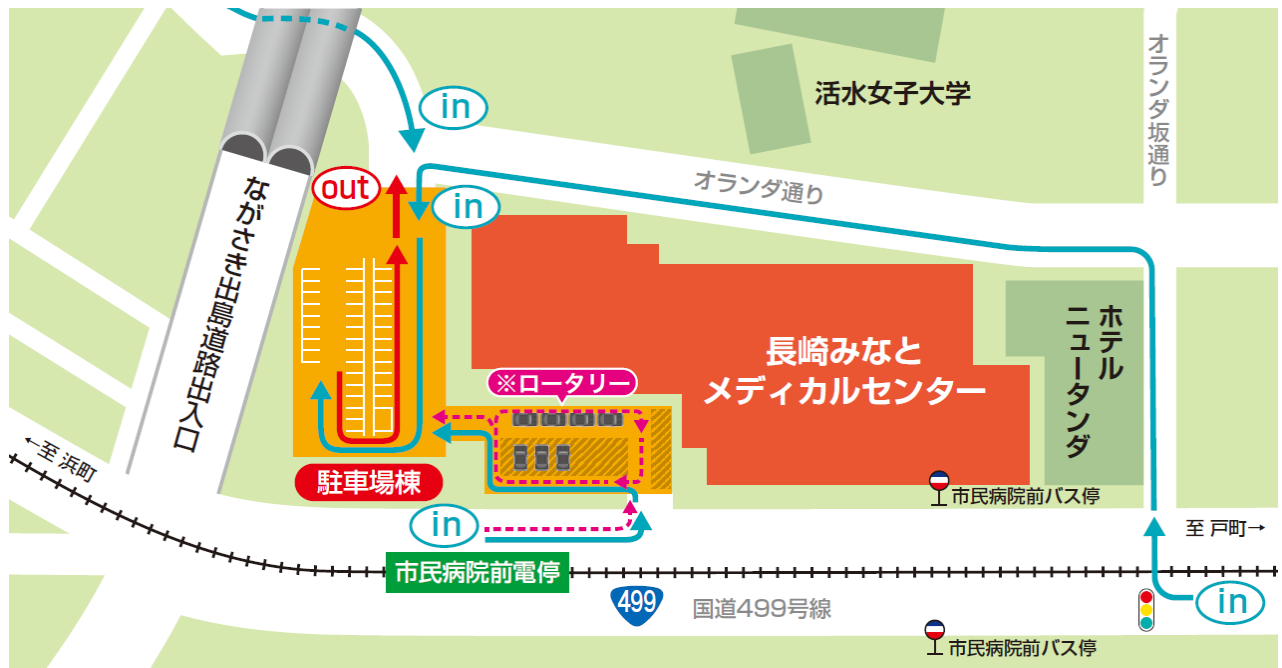 in
活水女子大学
オランダ坂通り
out
in
オランダ通り
ながさき出島道路出入口
長崎みなと
メディカルセンター
ホテル
ニュータンダ
※ロータリー
←至 浜町
駐車場棟
市民病院前バス停
in
至 戸町→
市民病院前電停
499
国道499号線
in
市民病院前バス停